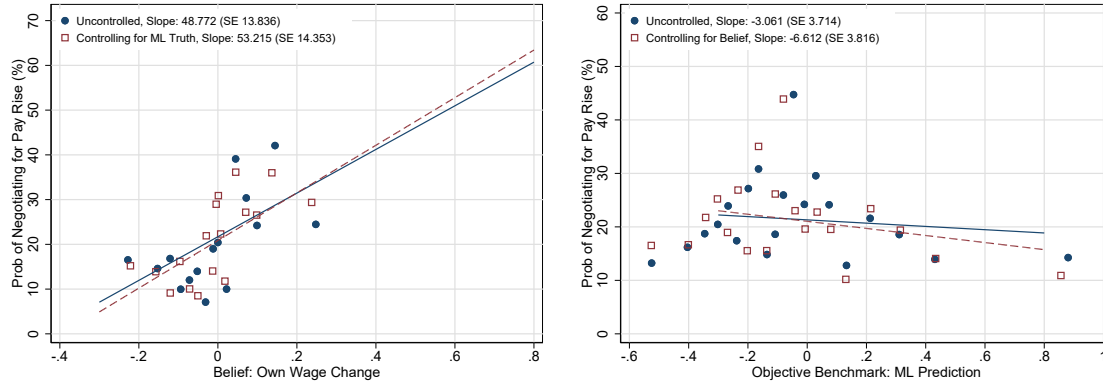 Uncontrolled, Slope: 48.772 (SE 13.836)
Controlling for ML Truth, Slope: 53.215 (SE 14.353)
Prob of Negotiating for Pay Rise (%)
70
60
50
40
30
20
10
0
-.4 -.2 0 .2 .4 .6 .8
Belief: Own Wage Change
Uncontrolled, Slope: -3.061 (SE 3.714)
Controlling for Belief, Slope: -6.612 (SE 3.816)
Prob of Negotiating for Pay Rise (%)
60
50
40
30
20
10
0
-.6 -.4 -.2 0 .2 .4 .6 .8 1
Objective Benchmark: ML Prediction